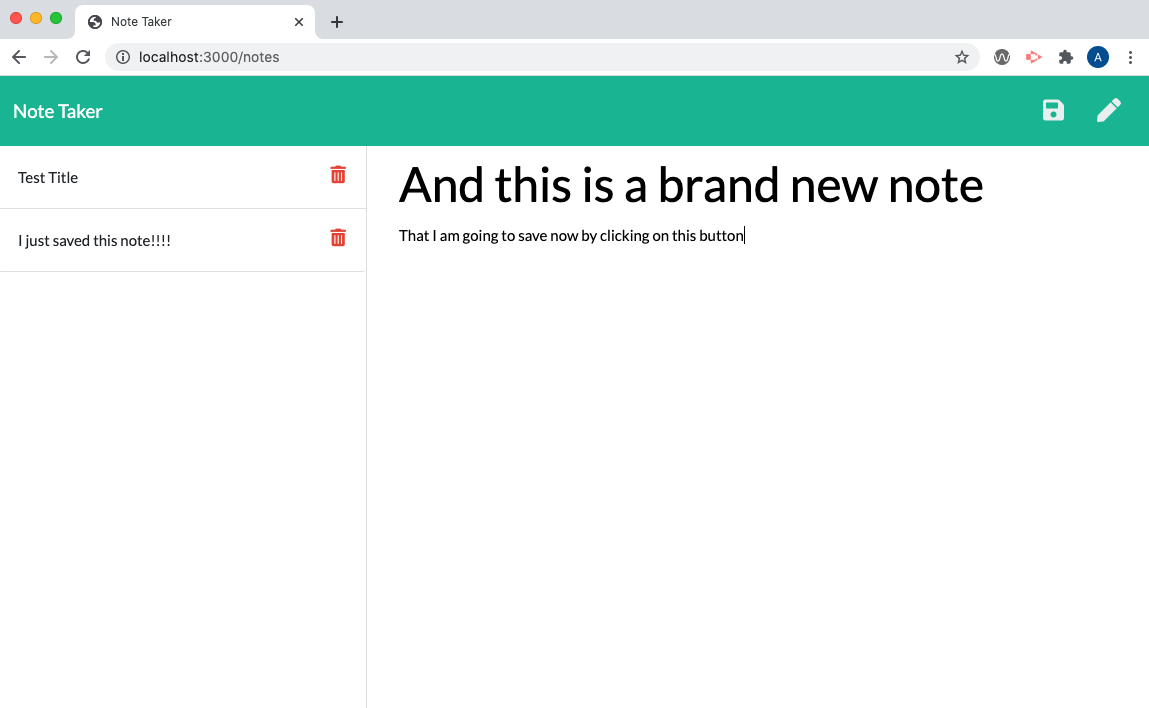 Note Taker
localhost:3000/notes
A
Note Taker
Test Title
I just saved this note!!!!
And this is a brand new note
That I am going to save now by clicking on this button